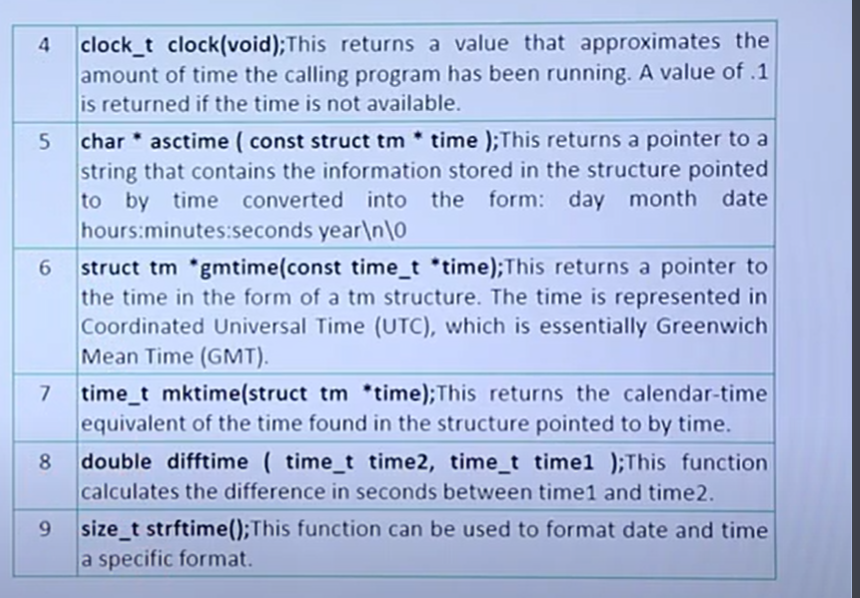 4 clock_t clock(void);This returns a value that approximates the
amount of time the calling program has been running. A value of .1
is returned if the time is not available.
5 char * asctime ( const struct tm * time );This returns a pointer to a
string that contains the information stored in the structure pointed
to by time converted into the form: day month date
hours:minutes:seconds year\n\0
6 struct tm *gmtime(const time_t *time);This returns a pointer to
the time in the form of a tm structure. The time is represented in
Coordinated Universal Time (UTC), which is essentially Greenwich
Mean Time (GMT).
7 time_t mktime(struct tm *time);This returns the calendar-time
equivalent of the time found in the structure pointed to by time.
8 double difftime ( time_t time2, time_t time1 );This function
calculates the difference in seconds between time1 and time2.
9 size_t strftime();This function can be used to format date and time
a specific format.